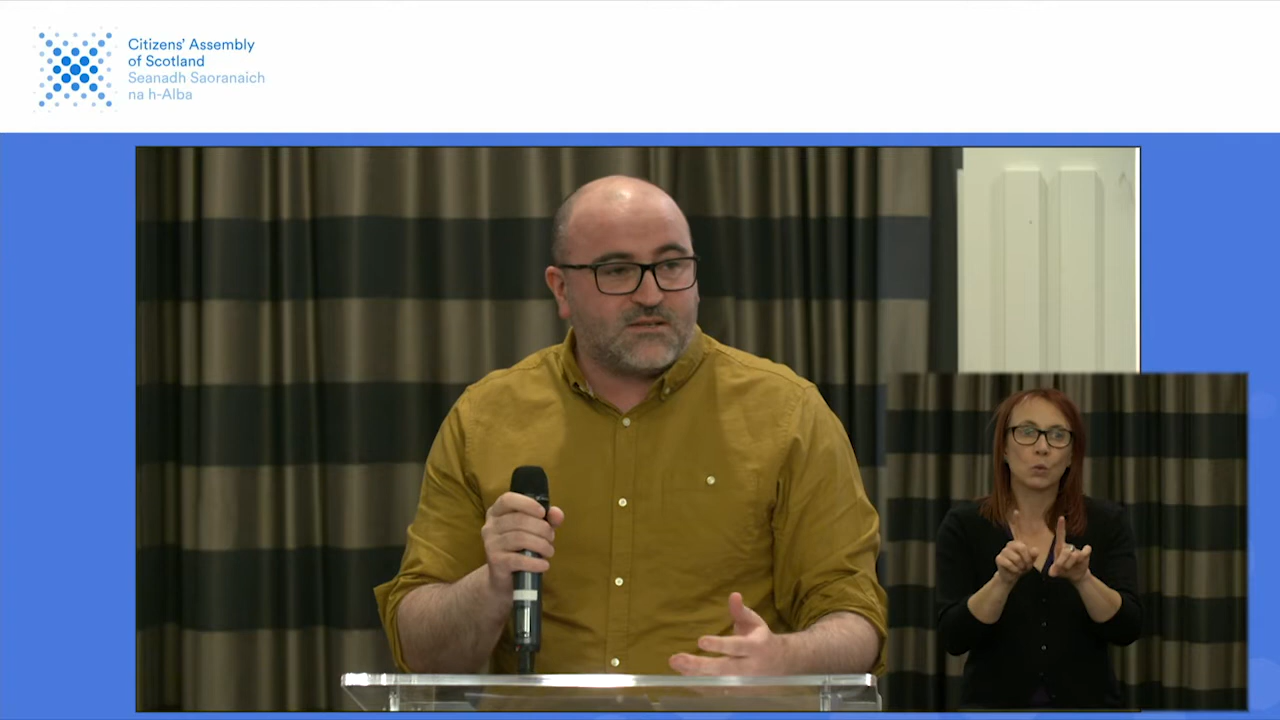 Citizens' Assembly
of Scotland
Seanadh Saoranaich
na h-Alba